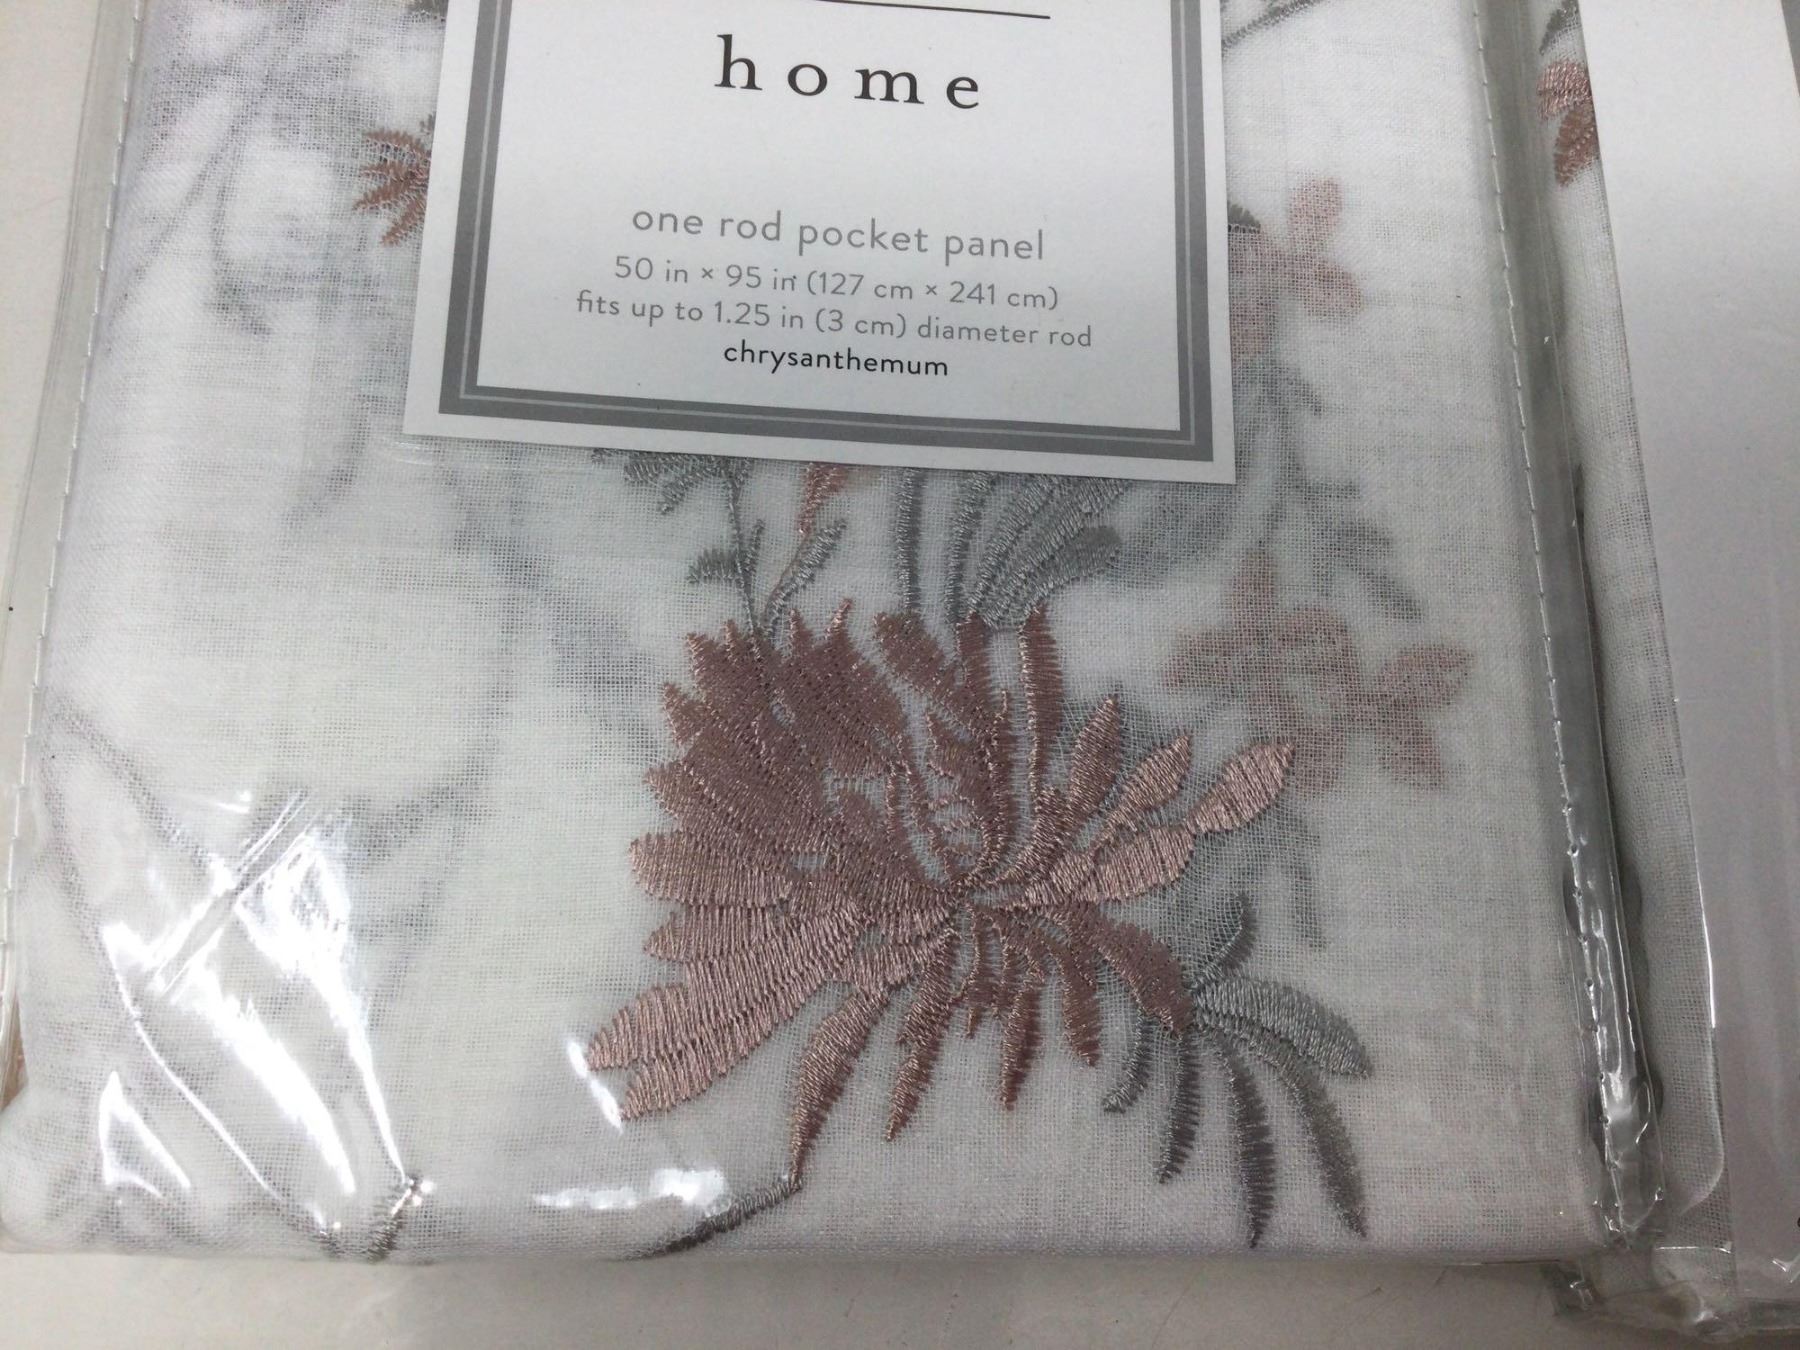 home
one rod pocket panel
50 in × 95 in (127 cm × 241 cm)
fits up to 1.25 in (3 cm) diameter rod
chrysanthemum